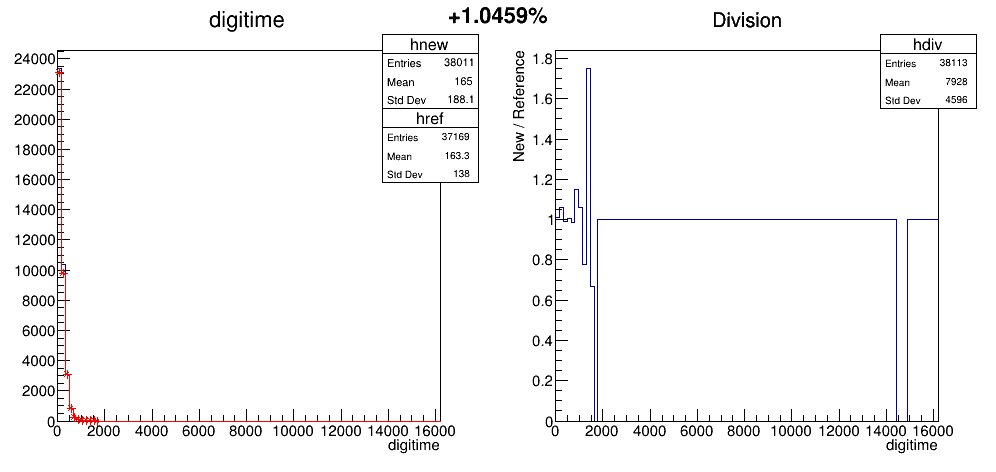 +1.0459%
digitime
hnew
Entries 38011
Mean 165
Std Dev 188.1
href
Entries 37169
Mean 163.3
Std Dev 138
24000
22000
20000
18000
16000
14000
12000
10000
8000
6000
4000
2000
0
0 2000 4000 6000 8000 10000 12000 14000 16000
digitime
Division
hdiv
Entries 38113
Mean 7928
Std Dev 4596
New / Reference
1.8
1.6
1.4
1.2
1
0.8
0.6
0.4
0.2
0
0 2000 4000 6000 8000 10000 12000 14000 16000
digitime